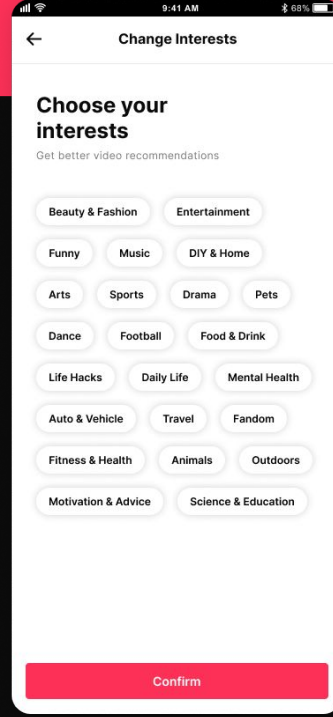 9:41 AM 68%
Change Interests
Choose your
interests
Get better video recommendations
Beauty & Fashion Entertainment
Funny Music DIY & Home
Arts Sports Drama Pets
Dance Football Food & Drink
Life Hacks Daily Life Mental Health
Auto & Vehicle Travel Fandom
Fitness & Health Animals Outdoors
Motivation & Advice Science & Education
Confirm